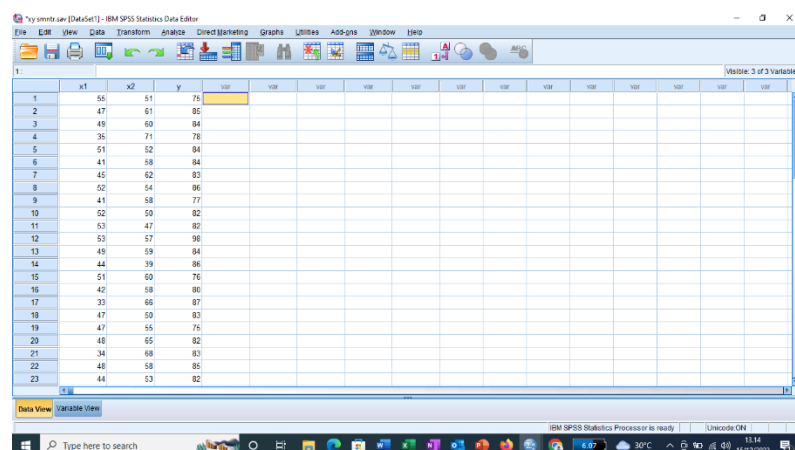 *xy smntr.sav [DataSet1] - IBM SPSS Statistics Data Editor
File Edit View Data Transform Analyze Direct Marketing Graphs Utilities Add-ons Window Help
1 :
Visible: 3 of 3 Variable
x1 x2 y var var var var var var var var var var var
1 55 51 75
2 47 61 85
3 49 60 84
4 35 71 78
5 51 52 84
6 41 58 84
7 45 62 83
8 52 54 86
9 41 58 77
10 52 50 82
11 53 47 82
12 53 57 98
13 49 59 84
14 44 39 86
15 51 60 76
16 42 58 80
17 33 66 87
18 47 50 83
19 47 55 75
20 48 65 82
21 34 68 83
22 48 58 85
23 44 53 82
Data View Variable View
IBM SPSS Statistics Processor is ready Unicode:ON
Type here to search 6.97 30°C 13.14